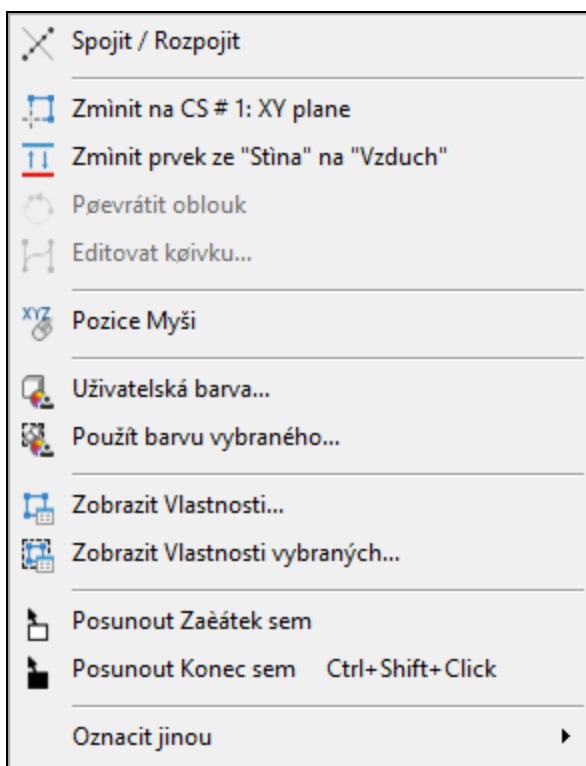 Spojit / Rozpojit
Zmìnit na CS # 1: XY plane
Zmìnit prvek ze "Stìna" na "Vzduch"
Pøevrátit oblouk
Editovat køivku...
XYZ Pozice Myši
Uživatelská barva...
Použít barvu vybraného...
Zobrazit Vlastnosti...
Zobrazit Vlastnosti vybraných...
Posunout Zaèátek sem
Posunout Konec sem Ctrl+Shift+Click
Oznacit jinou